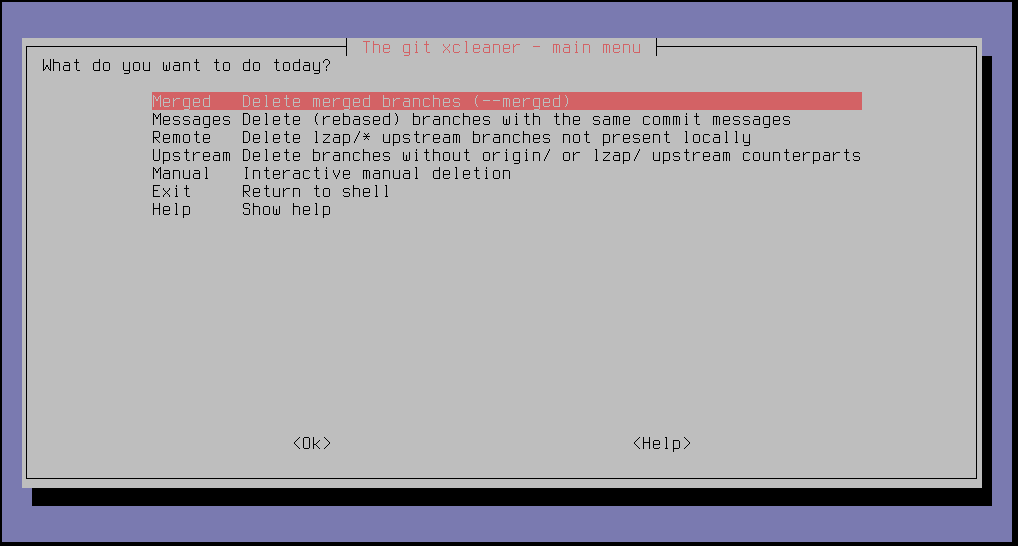 The git xcleaner - main menu
What do you want to do today?
Merged Delete merged branches (--merged)
Messages Delete (rebased) branches with the same commit messages
Remote Delete lzap/* upstream branches not present locally
Upstream Delete branches without origin/ or lzap/ upstream counterparts
Manual Interactive manual deletion
Exit Return to shell
Help Show help
<Ok> <Help>